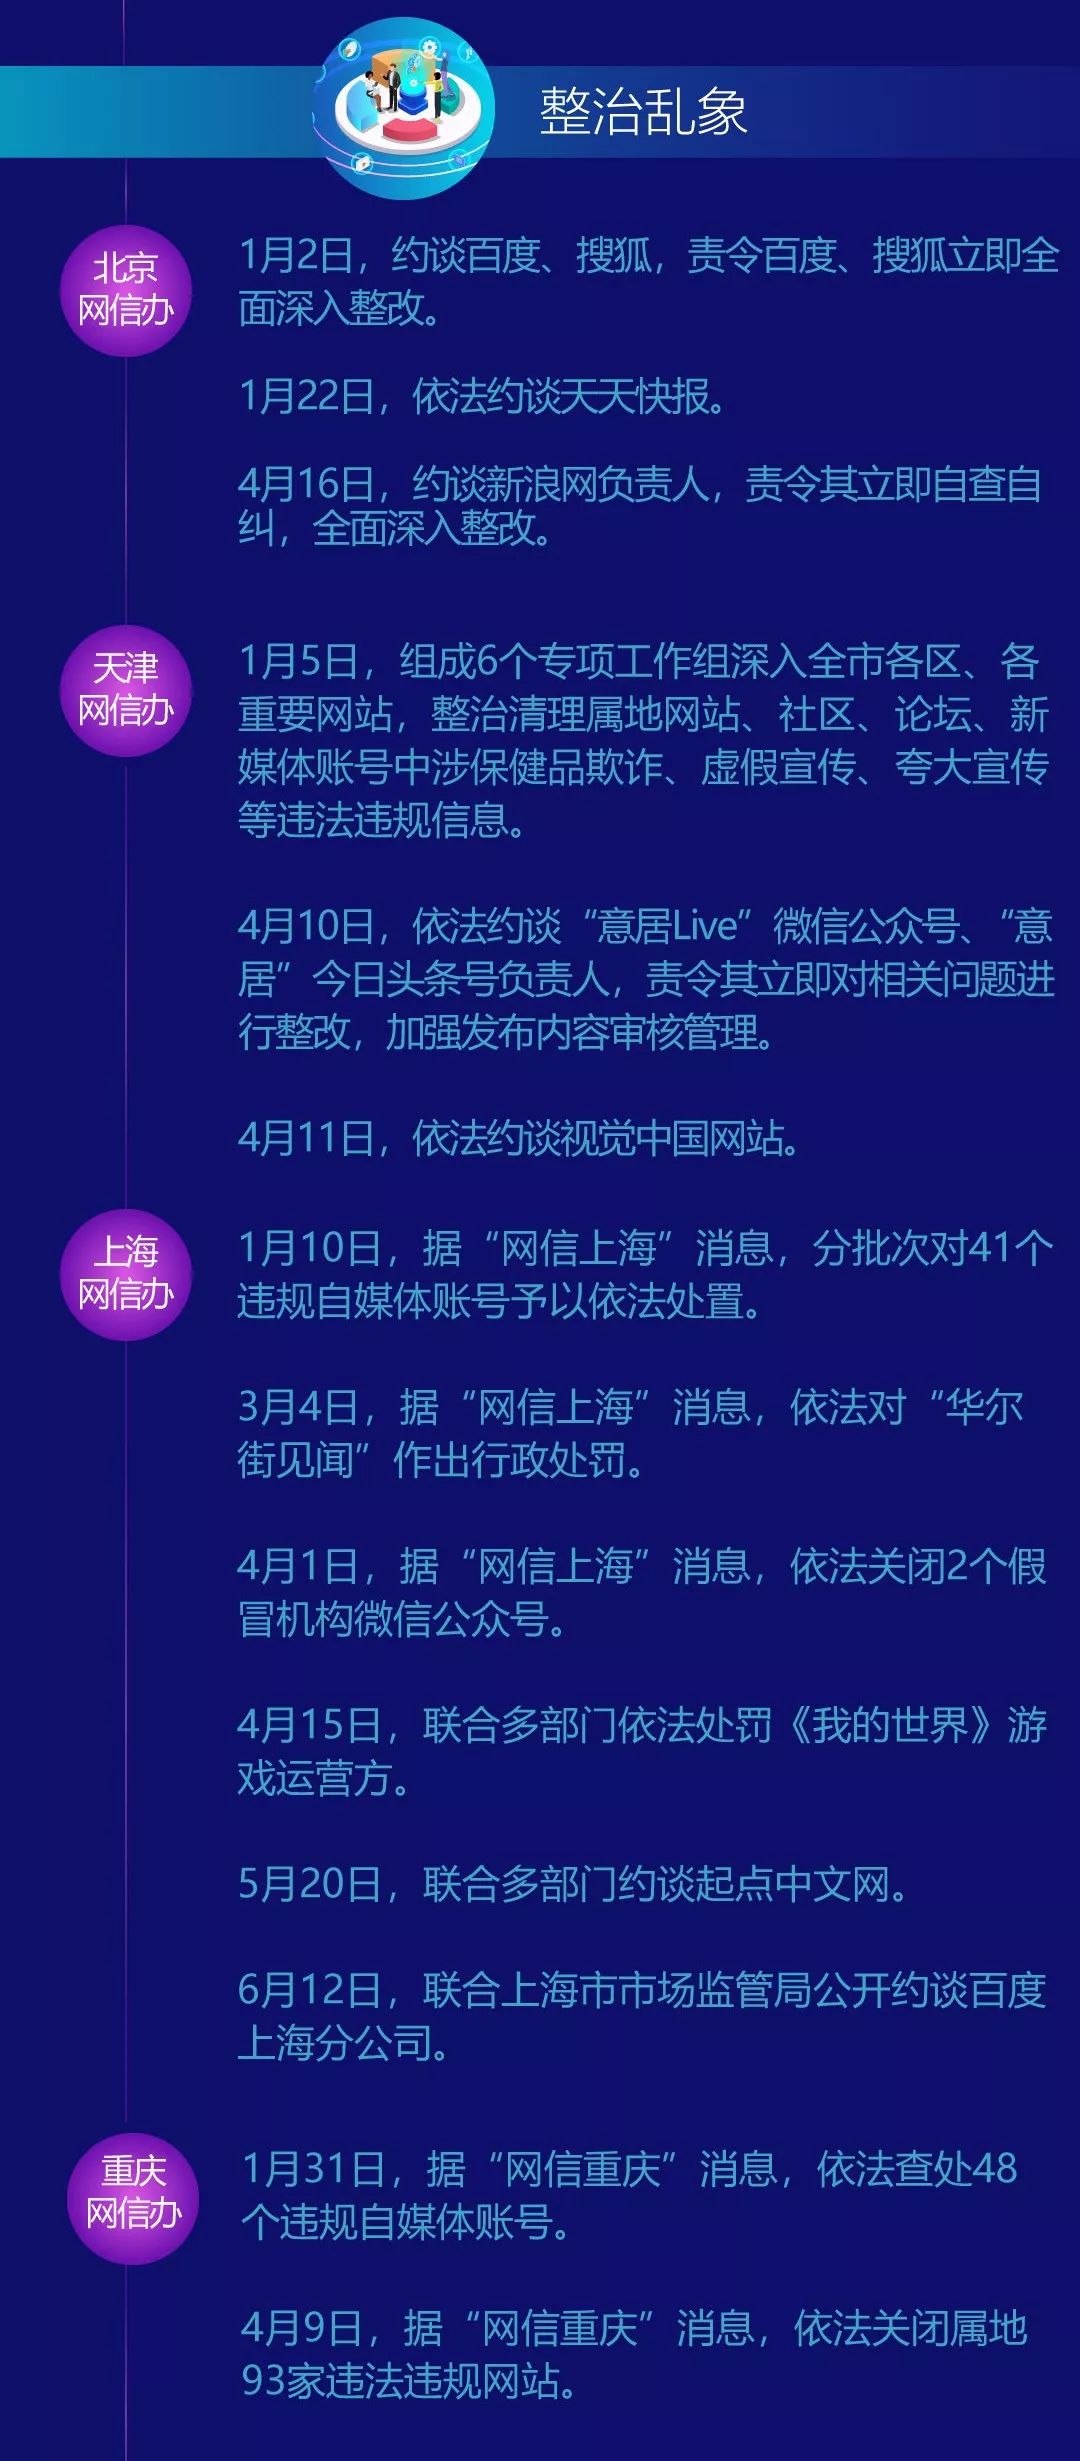 整治乱象
北京
网信办
1月2日，约谈百度、搜狐，责令百度、搜狐立即全
面深入整改。
1月22日，依法约谈天天快报。
4月16日，约谈新浪网负责人，责令其立即自查自
纠，全面深入整改。
天津
网信办
1月5日，组成6个专项工作组深入全市各区、各
重要网站，整治清理属地网站、社区、论坛、新
媒体账号中涉保健品欺诈、虚假宣传、夸大宣传
等违法违规信息。
4月10日，依法约谈“意居Live”微信公众号、“意
居”今日头条号负责人，责令其立即对相关问题进
行整改，加强发布内容审核管理。
4月11日，依法约谈视觉中国网站。
上海
网信办
1月10日，据“网信上海”消息，分批次对41个
违规自媒体账号予以依法处置。
3月4日，据“网信上海”消息，依法对“华尔
街见闻”作出行政处罚。
4月1日，据“网信上海”消息，依法关闭2个假
冒机构微信公众号。
4月15日，联合多部门依法处罚《我的世界》游
戏运营方。
5月20日，联合多部门约谈起点中文网。
6月12日，联合上海市市场监管局公开约谈百度
上海分公司。
重庆
网信办
1月31日，据“网信重庆”消息，依法查处48
个违规自媒体账号。
4月9日，据“网信重庆”消息，依法关闭属地
93家违法违规网站。